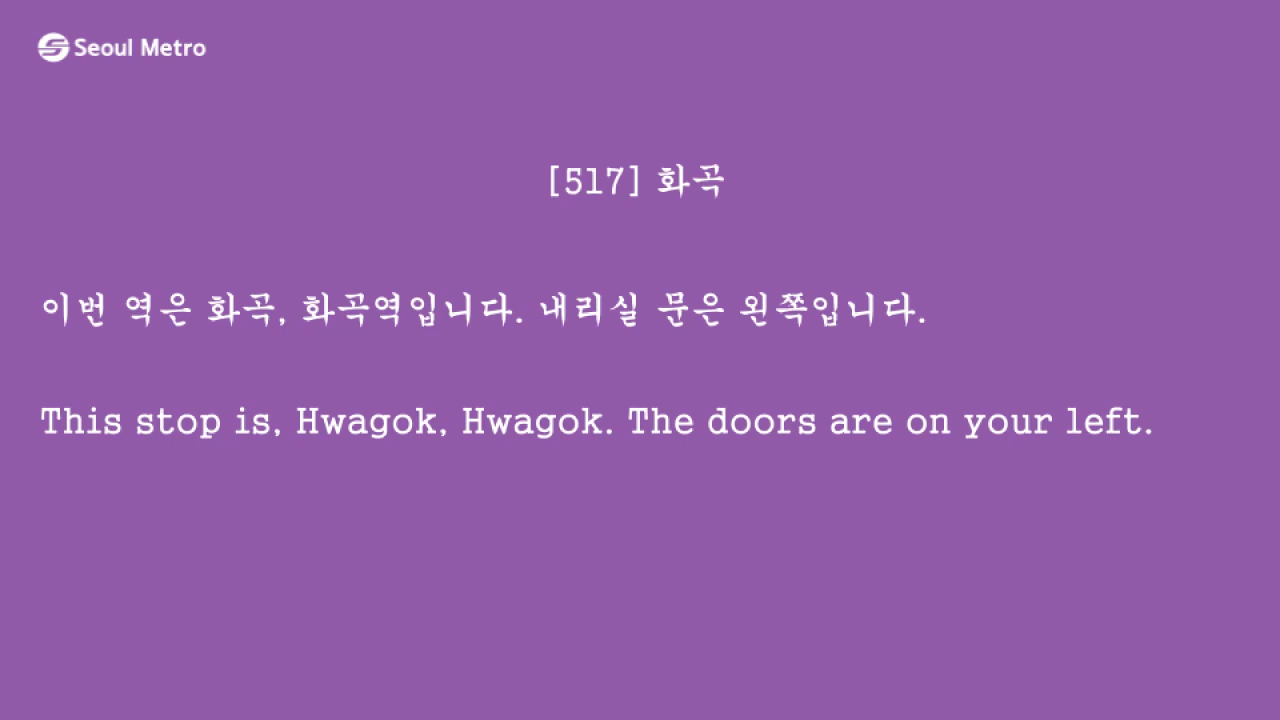 Seoul Metro
[517] 화곡
이번 역은 화곡, 화곡역입니다. 내리실 문은 왼쪽입니다.
This stop is, Hwagok, Hwagok. The doors are on your left.